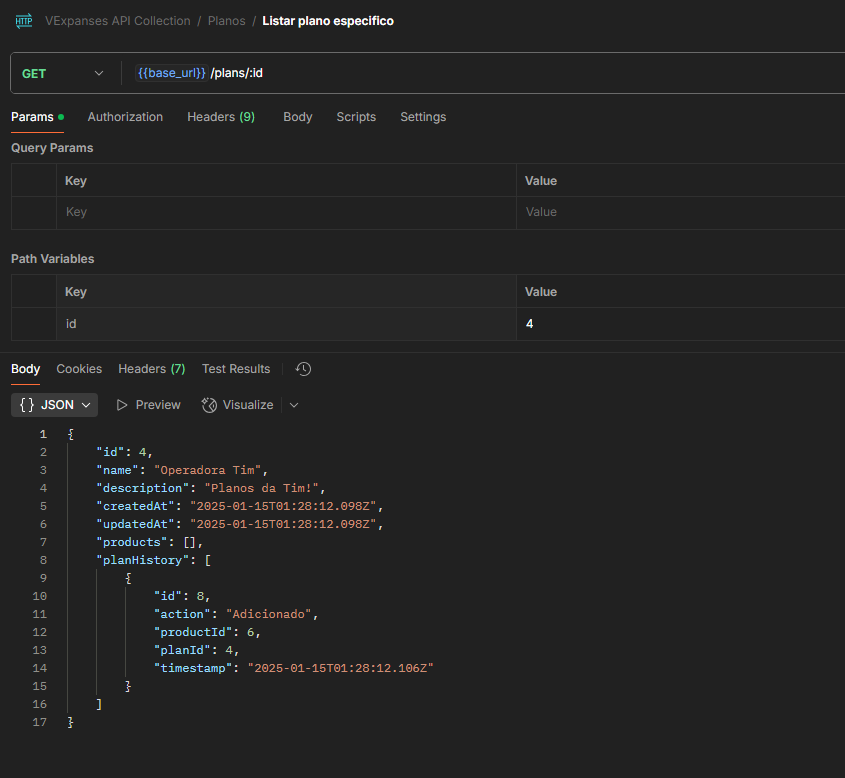 HTTP VExpanses API Collection / Planos / Listar plano especifico
GET {{base_url}} /plans/:id
Params Authorization Headers (9) Body Scripts Settings
Query Params
Key Value
Key Value
Path Variables
Key Value
id 4
Body Cookies Headers (7) Test Results
{} JSON Preview Visualize
1 {
2 "id": 4,
3 "name": "Operadora Tim",
4 "description": "Planos da Tim!",
5 "createdAt": "2025-01-15T01:28:12.098Z",
6 "updatedAt": "2025-01-15T01:28:12.098Z",
7 "products": [],
8 "planHistory": [
9 {
10 "id": 8,
11 "action": "Adicionado",
12 "productId": 6,
13 "planId": 4,
14 "timestamp": "2025-01-15T01:28:12.106Z"
15 }
16 ]
17 }